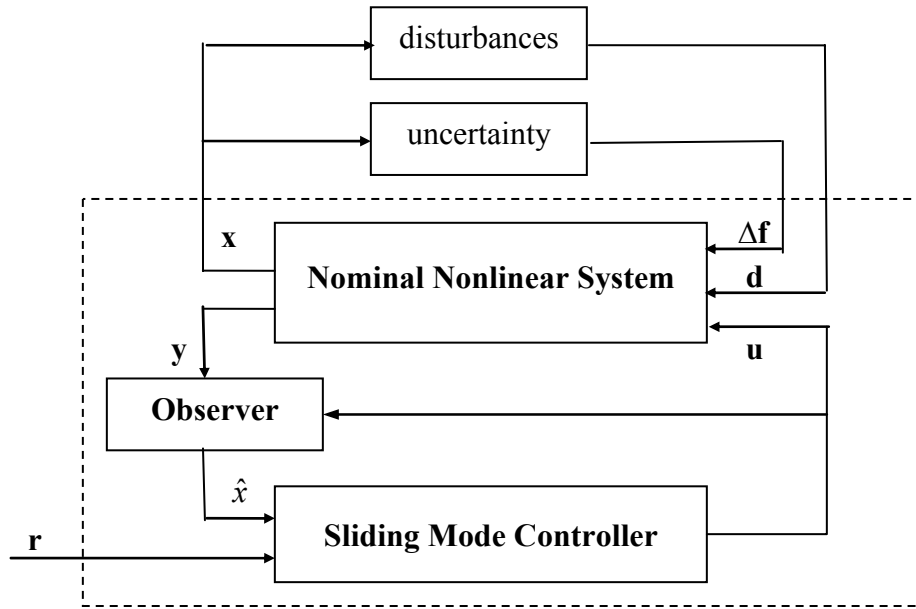 disturbances
uncertainty
x
Δf
Nominal Nonlinear System
d
u
y
Observer
x̂
Sliding Mode Controller
r